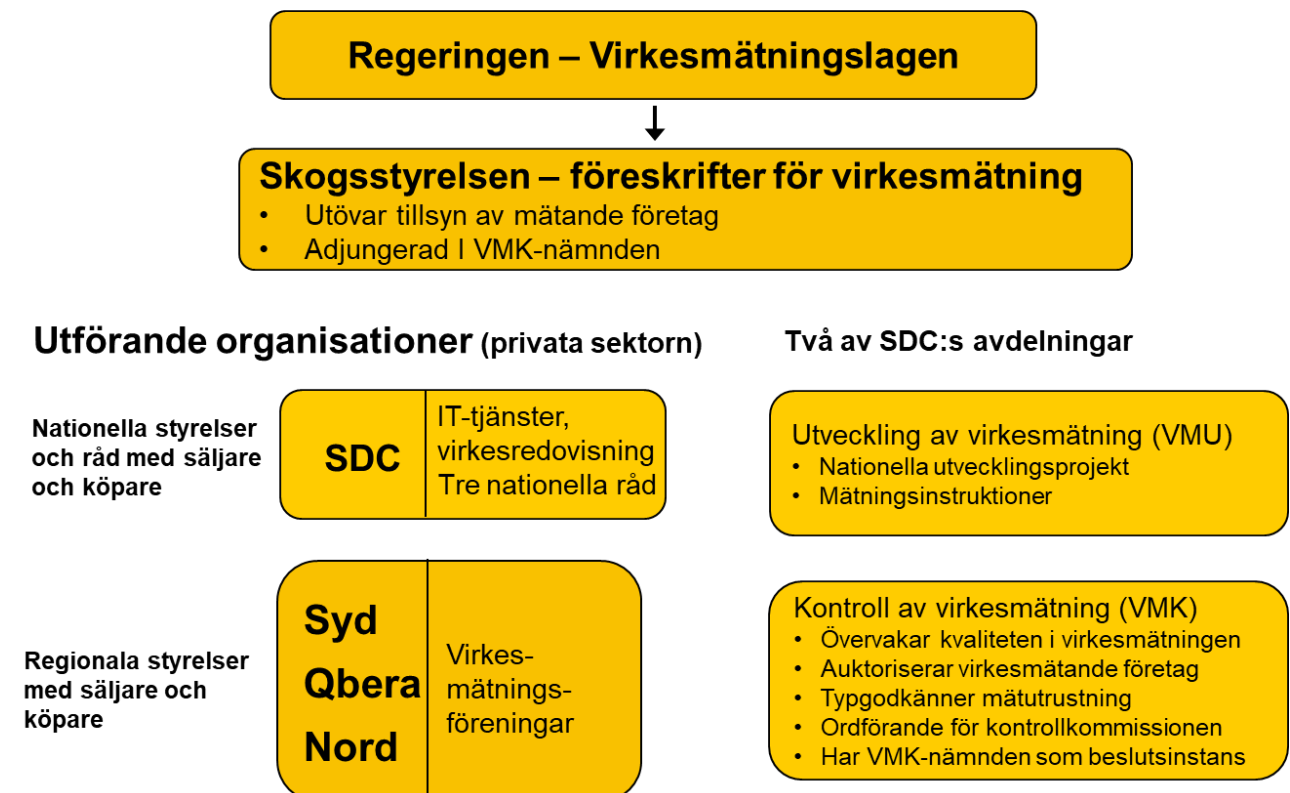 Regeringen – Virkesmätningslagen
Skogsstyrelsen – föreskrifter för virkesmätning
• Utövar tillsyn av mätande företag
• Adjungerad I VMK-nämnden
Utförande organisationer (privata sektorn)
Två av SDC:s avdelningar
Nationella styrelser
och råd med säljare
och köpare
SDC
IT-tjänster,
virkesredovisning
Tre nationella råd
Utveckling av virkesmätning (VMU)
• Nationella utvecklingsprojekt
• Mätningsinstruktioner
Regionala styrelser
med säljare och
köpare
Syd
Qbera
Nord
Virkes-
mätnings-
föreningar
Kontroll av virkesmätning (VMK)
• Övervakar kvaliteten i virkesmätningen
• Auktoriserar virkesmätande företag
• Typgodkänner mätutrustning
• Ordförande för kontrollkommissionen
• Har VMK-nämnden som beslutsinstans